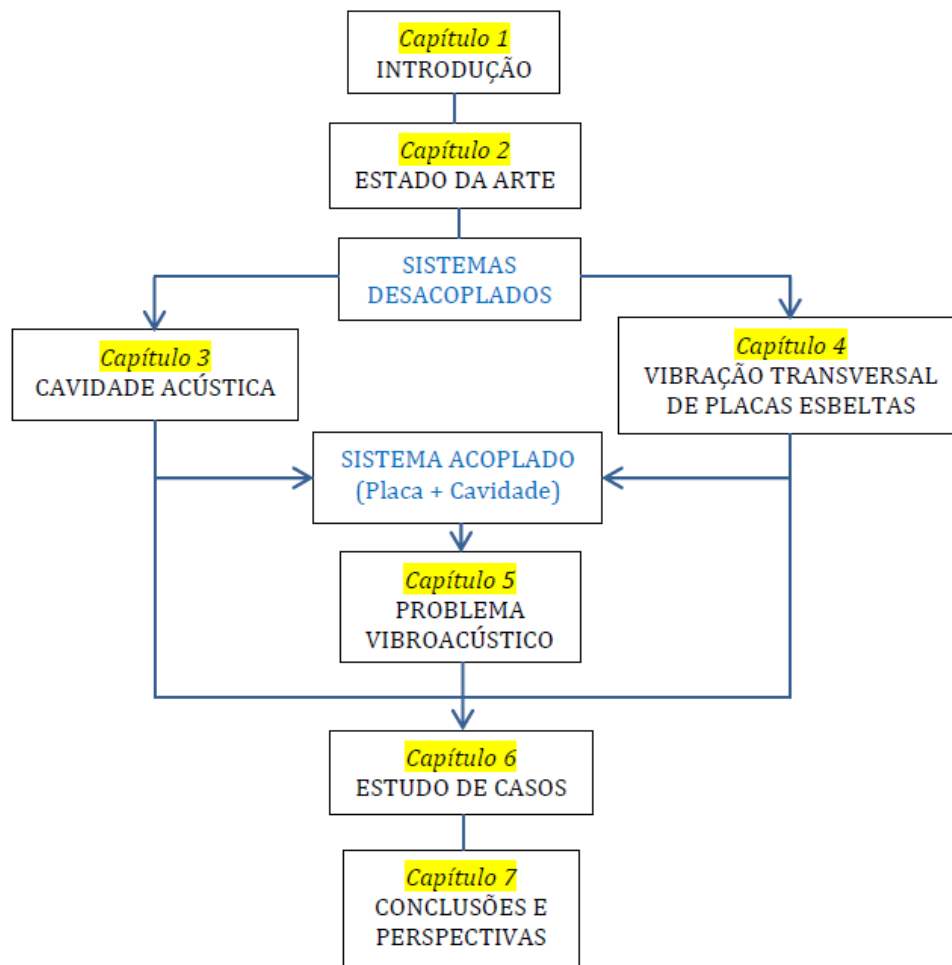 Capítulo 1
INTRODUÇÃO
Capítulo 2
ESTADO DA ARTE
SISTEMAS
DESACOPLADOS
Capítulo 3
CAVIDADE ACÚSTICA
Capítulo 4
VIBRAÇÃO TRANSVERSAL
DE PLACAS ESBELTAS
SISTEMA ACOPLADO
(Placa + Cavidade)
Capítulo 5
PROBLEMA
VIBROACÚSTICO
Capítulo 6
ESTUDO DE CASOS
Capítulo 7
CONCLUSÕES E
PERSPECTIVAS